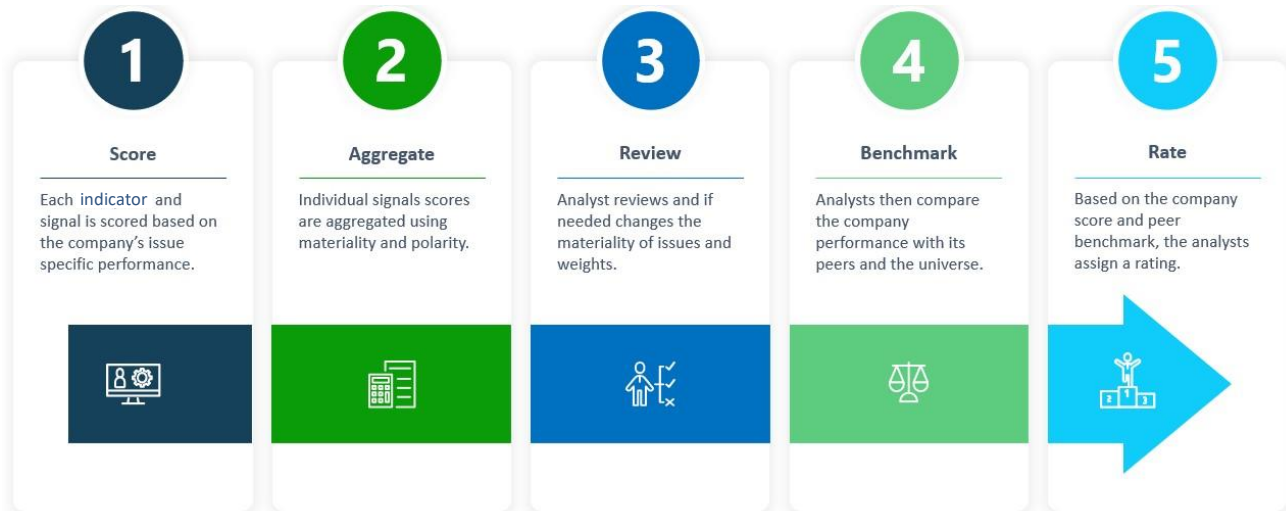 1
Score
Each indicator and
signal is scored based on
the company's issue
specific performance.
2
Aggregate
Individual signals scores
are aggregated using
materiality and polarity.
3
Review
Analyst reviews and if
needed changes the
materiality of issues and
weights.
4
Benchmark
Analysts then compare
the company
performance with its
peers and the universe.
5
Rate
Based on the company
score and peer
benchmark, the analysts
assign a rating.
2 1 3